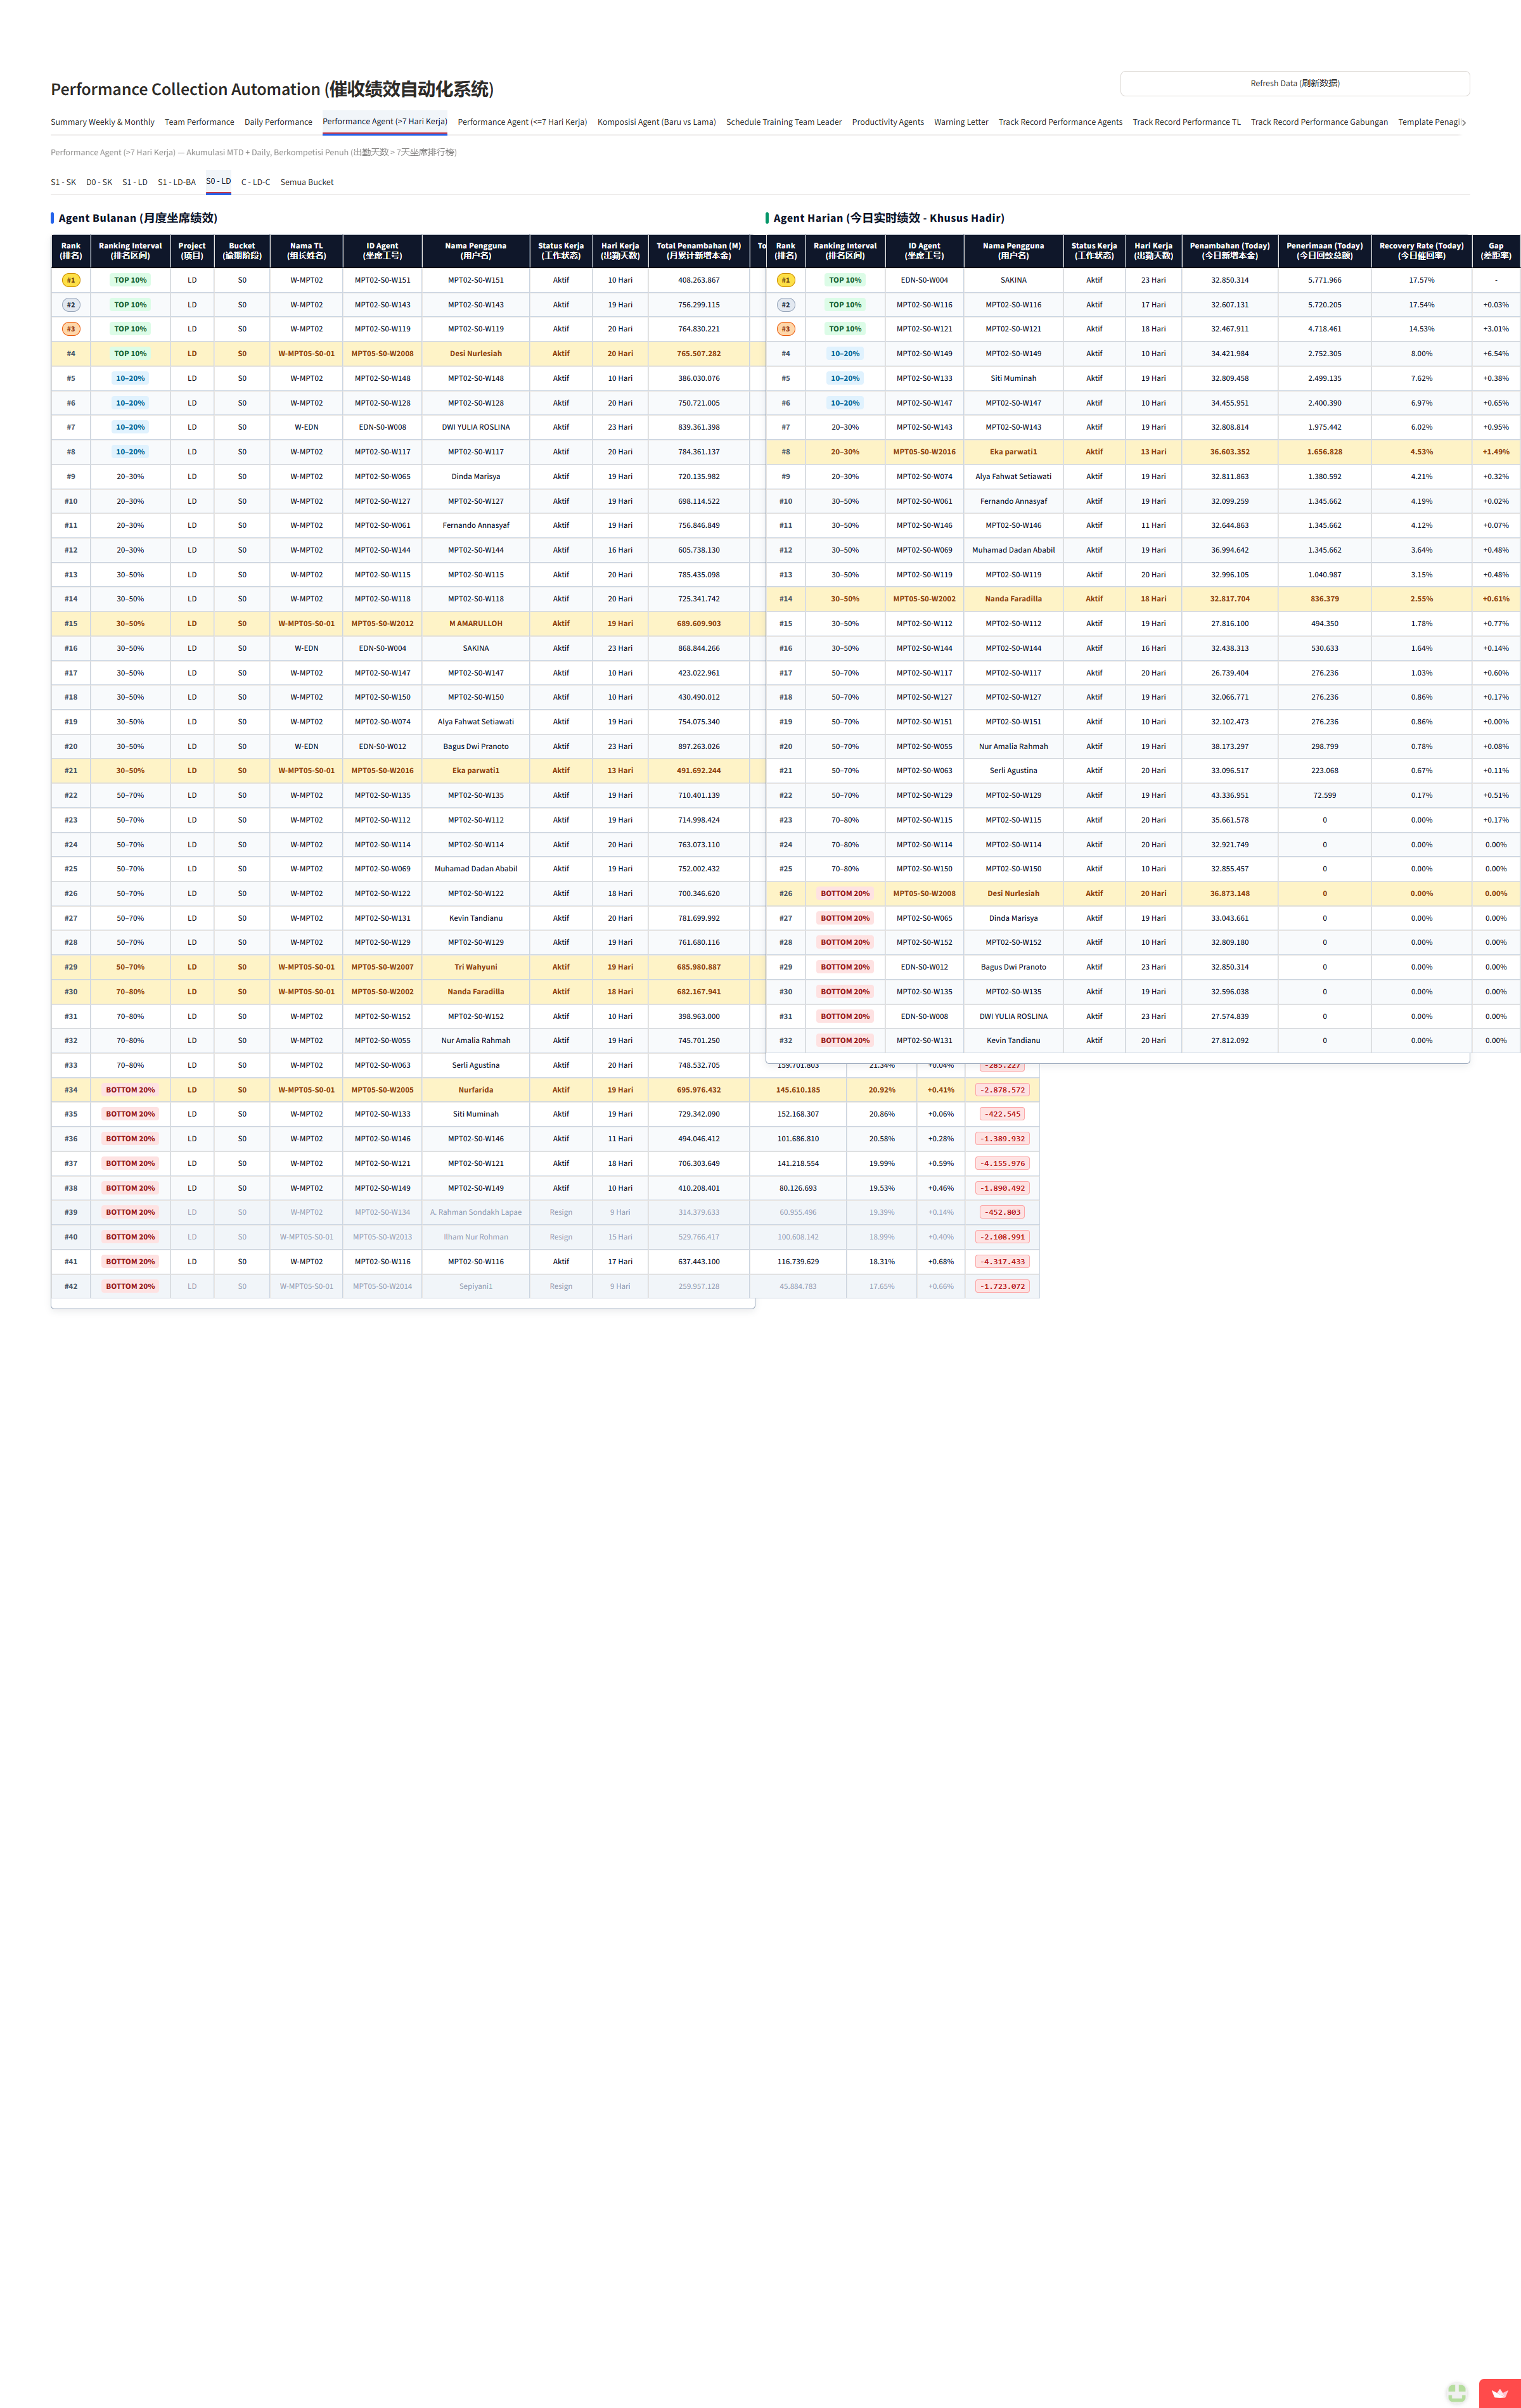 Performance Collection Automation (催收绩效自动化系统)
Refresh Data (刷新数据)
Summary Weekly & Monthly Team Performance Daily Performance Performance Agent (>7 Hari Kerja) Performance Agent (<=7 Hari Kerja) Komposisi Agent (Baru vs Lama) Schedule Training Team Leader Productivity Agents Warning Letter Track Record Performance Agents Track Record Performance TL Track Record Performance Gabungan Template Penagi
Performance Agent (>7 Hari Kerja) — Akumulasi MTD + Daily, Berkompetisi Penuh (出勤天数 > 7天坐席排行榜)
S1 - SK D0 - SK S1 - LD S1 - LD-BA S0 - LD C - LD-C Semua Bucket
Agent Bulanan (月度坐席绩效)
Rank Ranking Interval Project Bucket Nama TL ID Agent Nama Pengguna Status Kerja Hari Kerja Total Penambahan (M) To
(排名) (排名区间) (项目) (逾期阶段) (组长姓名) (坐席工号) (用户名) (工作状态) (出勤天数) (月累计新增本金)
#1 TOP 10% LD S0 W-MPT02 MPT02-S0-W151 MPT02-S0-W151 Aktif 10 Hari 408.263.867
#2 TOP 10% LD S0 W-MPT02 MPT02-S0-W143 MPT02-S0-W143 Aktif 19 Hari 756.299.115
#3 TOP 10% LD S0 W-MPT02 MPT02-S0-W119 MPT02-S0-W119 Aktif 20 Hari 764.830.221
#4 TOP 10% LD S0 W-MPT05-S0-01 MPT05-S0-W2008 Desi Nurlesiah Aktif 20 Hari 765.507.282
#5 10–20% LD S0 W-MPT02 MPT02-S0-W148 MPT02-S0-W148 Aktif 10 Hari 386.030.076
#6 10–20% LD S0 W-MPT02 MPT02-S0-W128 MPT02-S0-W128 Aktif 20 Hari 750.721.005
#7 10–20% LD S0 W-EDN EDN-S0-W008 DWI YULIA ROSLINA Aktif 23 Hari 839.361.398
#8 10–20% LD S0 W-MPT02 MPT02-S0-W117 MPT02-S0-W117 Aktif 20 Hari 784.361.137
#9 20–30% LD S0 W-MPT02 MPT02-S0-W065 Dinda Marisya Aktif 19 Hari 720.135.982
#10 20–30% LD S0 W-MPT02 MPT02-S0-W127 MPT02-S0-W127 Aktif 19 Hari 698.114.522
#11 20–30% LD S0 W-MPT02 MPT02-S0-W061 Fernando Annasyaf Aktif 19 Hari 756.846.849
#12 20–30% LD S0 W-MPT02 MPT02-S0-W144 MPT02-S0-W144 Aktif 16 Hari 605.738.130
#13 30–50% LD S0 W-MPT02 MPT02-S0-W115 MPT02-S0-W115 Aktif 20 Hari 785.435.098
#14 30–50% LD S0 W-MPT02 MPT02-S0-W118 MPT02-S0-W118 Aktif 20 Hari 725.341.742
#15 30–50% LD S0 W-MPT05-S0-01 MPT05-S0-W2012 M AMARULLOH Aktif 19 Hari 689.609.903
#16 30–50% LD S0 W-EDN EDN-S0-W004 SAKINA Aktif 23 Hari 868.844.266
#17 30–50% LD S0 W-MPT02 MPT02-S0-W147 MPT02-S0-W147 Aktif 10 Hari 423.022.961
#18 30–50% LD S0 W-MPT02 MPT02-S0-W150 MPT02-S0-W150 Aktif 10 Hari 430.490.012
#19 30–50% LD S0 W-MPT02 MPT02-S0-W074 Alya Fahwat Setiawati Aktif 19 Hari 754.075.340
#20 30–50% LD S0 W-EDN EDN-S0-W012 Bagus Dwi Pranoto Aktif 23 Hari 897.263.026
#21 30–50% LD S0 W-MPT05-S0-01 MPT05-S0-W2016 Eka parwati1 Aktif 13 Hari 491.692.244
#22 50–70% LD S0 W-MPT02 MPT02-S0-W135 MPT02-S0-W135 Aktif 19 Hari 710.401.139
#23 50–70% LD S0 W-MPT02 MPT02-S0-W112 MPT02-S0-W112 Aktif 19 Hari 714.998.424
#24 50–70% LD S0 W-MPT02 MPT02-S0-W114 MPT02-S0-W114 Aktif 20 Hari 763.073.110
#25 50–70% LD S0 W-MPT02 MPT02-S0-W069 Muhamad Dadan Ababil Aktif 19 Hari 752.002.432
#26 50–70% LD S0 W-MPT02 MPT02-S0-W122 MPT02-S0-W122 Aktif 18 Hari 700.346.620
#27 50–70% LD S0 W-MPT02 MPT02-S0-W131 Kevin Tandianu Aktif 20 Hari 781.699.992
#28 50–70% LD S0 W-MPT02 MPT02-S0-W129 MPT02-S0-W129 Aktif 19 Hari 761.680.116
#29 50–70% LD S0 W-MPT05-S0-01 MPT05-S0-W2007 Tri Wahyuni Aktif 19 Hari 685.980.887
#30 70–80% LD S0 W-MPT05-S0-01 MPT05-S0-W2002 Nanda Faradilla Aktif 18 Hari 682.167.941
#31 70–80% LD S0 W-MPT02 MPT02-S0-W152 MPT02-S0-W152 Aktif 10 Hari 398.963.000
#32 70–80% LD S0 W-MPT02 MPT02-S0-W055 Nur Amalia Rahmah Aktif 19 Hari 745.701.250
#33 70–80% LD S0 W-MPT02 MPT02-S0-W063 Serli Agustina Aktif 20 Hari 748.532.705 159.701.803 21.34% +0.04% -285.227
#34 BOTTOM 20% LD S0 W-MPT05-S0-01 MPT05-S0-W2005 Nurfarida Aktif 19 Hari 695.976.432 145.610.185 20.92% +0.41% -2.878.572
#35 BOTTOM 20% LD S0 W-MPT02 MPT02-S0-W133 Siti Muminah Aktif 19 Hari 729.342.090 152.168.307 20.86% +0.06% -422.545
#36 BOTTOM 20% LD S0 W-MPT02 MPT02-S0-W146 MPT02-S0-W146 Aktif 11 Hari 494.046.412 101.686.810 20.58% +0.28% -1.389.932
#37 BOTTOM 20% LD S0 W-MPT02 MPT02-S0-W121 MPT02-S0-W121 Aktif 18 Hari 706.303.649 141.218.554 19.99% +0.59% -4.155.976
#38 BOTTOM 20% LD S0 W-MPT02 MPT02-S0-W149 MPT02-S0-W149 Aktif 10 Hari 410.208.401 80.126.693 19.53% +0.46% -1.890.492
#39 BOTTOM 20% LD S0 W-MPT02 MPT02-S0-W134 A. Rahman Sondakh Lapae Resign 9 Hari 314.379.633 60.955.496 19.39% +0.14% -452.803
#40 BOTTOM 20% LD S0 W-MPT05-S0-01 MPT05-S0-W2013 Ilham Nur Rohman Resign 15 Hari 529.766.417 100.608.142 18.99% +0.40% -2.108.991
#41 BOTTOM 20% LD S0 W-MPT02 MPT02-S0-W116 MPT02-S0-W116 Aktif 17 Hari 637.443.100 116.739.629 18.31% +0.68% -4.317.433
#42 BOTTOM 20% LD S0 W-MPT05-S0-01 MPT05-S0-W2014 Sepiyani1 Resign 9 Hari 259.957.128 45.884.783 17.65% +0.66% -1.723.072
Agent Harian (今日实时绩效 - Khusus Hadir)
Rank Ranking Interval ID Agent Nama Pengguna Status Kerja Hari Kerja Penambahan (Today) Penerimaan (Today) Recovery Rate (Today) Gap
(排名) (排名区间) (坐席工号) (用户名) (工作状态) (出勤天数) (今日新增本金) (今日回款总额) (今日催回率) (差距率)
#1 TOP 10% EDN-S0-W004 SAKINA Aktif 23 Hari 32.850.314 5.771.966 17.57% -
#2 TOP 10% MPT02-S0-W116 MPT02-S0-W116 Aktif 17 Hari 32.607.131 5.720.205 17.54% +0.03%
#3 TOP 10% MPT02-S0-W121 MPT02-S0-W121 Aktif 18 Hari 32.467.911 4.718.461 14.53% +3.01%
#4 10–20% MPT02-S0-W149 MPT02-S0-W149 Aktif 10 Hari 34.421.984 2.752.305 8.00% +6.54%
#5 10–20% MPT02-S0-W133 Siti Muminah Aktif 19 Hari 32.809.458 2.499.135 7.62% +0.38%
#6 10–20% MPT02-S0-W147 MPT02-S0-W147 Aktif 10 Hari 34.455.951 2.400.390 6.97% +0.65%
#7 20–30% MPT02-S0-W143 MPT02-S0-W143 Aktif 19 Hari 32.808.814 1.975.442 6.02% +0.95%
#8 20–30% MPT05-S0-W2016 Eka parwati1 Aktif 13 Hari 36.603.352 1.656.828 4.53% +1.49%
#9 20–30% MPT02-S0-W074 Alya Fahwat Setiawati Aktif 19 Hari 32.811.863 1.380.592 4.21% +0.32%
#10 30–50% MPT02-S0-W061 Fernando Annasyaf Aktif 19 Hari 32.099.259 1.345.662 4.19% +0.02%
#11 30–50% MPT02-S0-W146 MPT02-S0-W146 Aktif 11 Hari 32.644.863 1.345.662 4.12% +0.07%
#12 30–50% MPT02-S0-W069 Muhamad Dadan Ababil Aktif 19 Hari 36.994.642 1.345.662 3.64% +0.48%
#13 30–50% MPT02-S0-W119 MPT02-S0-W119 Aktif 20 Hari 32.996.105 1.040.987 3.15% +0.48%
#14 30–50% MPT05-S0-W2002 Nanda Faradilla Aktif 18 Hari 32.817.704 836.379 2.55% +0.61%
#15 30–50% MPT02-S0-W112 MPT02-S0-W112 Aktif 19 Hari 27.816.100 494.350 1.78% +0.77%
#16 30–50% MPT02-S0-W144 MPT02-S0-W144 Aktif 16 Hari 32.438.313 530.633 1.64% +0.14%
#17 50–70% MPT02-S0-W117 MPT02-S0-W117 Aktif 20 Hari 26.739.404 276.236 1.03% +0.60%
#18 50–70% MPT02-S0-W127 MPT02-S0-W127 Aktif 19 Hari 32.066.771 276.236 0.86% +0.17%
#19 50–70% MPT02-S0-W151 MPT02-S0-W151 Aktif 10 Hari 32.102.473 276.236 0.86% +0.00%
#20 50–70% MPT02-S0-W055 Nur Amalia Rahmah Aktif 19 Hari 38.173.297 298.799 0.78% +0.08%
#21 50–70% MPT02-S0-W063 Serli Agustina Aktif 20 Hari 33.096.517 223.068 0.67% +0.11%
#22 50–70% MPT02-S0-W129 MPT02-S0-W129 Aktif 19 Hari 43.336.951 72.599 0.17% +0.51%
#23 70–80% MPT02-S0-W115 MPT02-S0-W115 Aktif 20 Hari 35.661.578 0 0.00% +0.17%
#24 70–80% MPT02-S0-W114 MPT02-S0-W114 Aktif 20 Hari 32.921.749 0 0.00% 0.00%
#25 70–80% MPT02-S0-W150 MPT02-S0-W150 Aktif 10 Hari 32.855.457 0 0.00% 0.00%
#26 BOTTOM 20% MPT05-S0-W2008 Desi Nurlesiah Aktif 20 Hari 36.873.148 0 0.00% 0.00%
#27 BOTTOM 20% MPT02-S0-W065 Dinda Marisya Aktif 19 Hari 33.043.661 0 0.00% 0.00%
#28 BOTTOM 20% MPT02-S0-W152 MPT02-S0-W152 Aktif 10 Hari 32.809.180 0 0.00% 0.00%
#29 BOTTOM 20% EDN-S0-W012 Bagus Dwi Pranoto Aktif 23 Hari 32.850.314 0 0.00% 0.00%
#30 BOTTOM 20% MPT02-S0-W135 MPT02-S0-W135 Aktif 19 Hari 32.596.038 0 0.00% 0.00%
#31 BOTTOM 20% EDN-S0-W008 DWI YULIA ROSLINA Aktif 23 Hari 27.574.839 0 0.00% 0.00%
#32 BOTTOM 20% MPT02-S0-W131 Kevin Tandianu Aktif 20 Hari 27.812.092 0 0.00% 0.00%